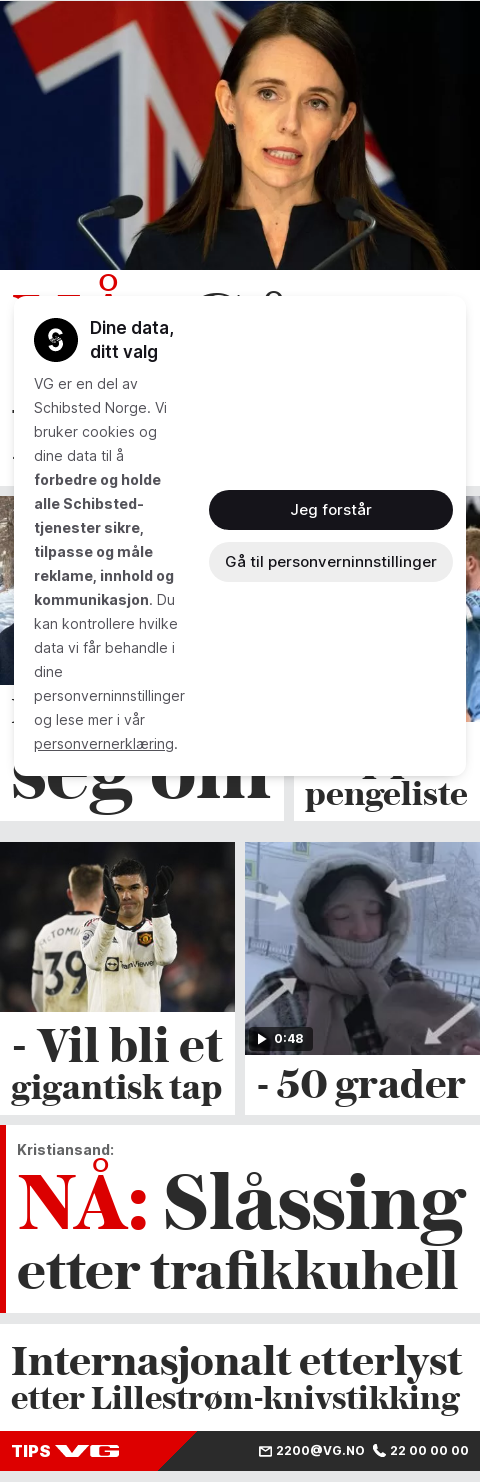 Dine data,
ditt valg
VG er en del av
Schibsted Norge. Vi
bruker cookies og
dine data til å
forbedre og holde
alle Schibsted-
tjenester sikre,
tilpasse og måle
reklame, innhold og
kommunikasjon. Du
kan kontrollere hvilke
data vi får behandle i
dine
personverninnstillinger
og lese mer i vår
personvernerklæring.
Jeg forstår
Gå til personverninnstillinger
seg om
pengeliste
39
TeamViewer
0:48
- Vil bli et
gigantisk tap
- 50 grader
Kristiansand:
NÅ: Slåssing
etter trafikkuhell
Internasjonalt etterlyst
etter Lillestrøm-knivstikking
TIPS VG 2200@VG.NO 22 00 00 00